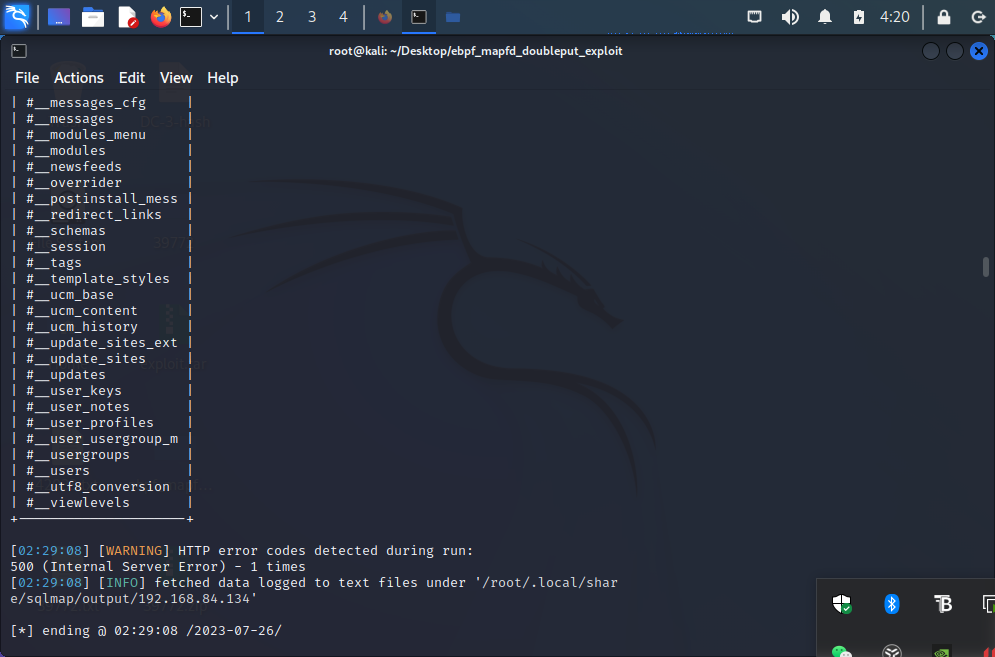 1 2 3 4 4:20
root@kali: ~/Desktop/ebpf_mapfd_doubleput_exploit
File Actions Edit View Help
| #__messages_cfg |
| #__messages |
| #__modules_menu |
| #__modules |
| #__newsfeeds |
| #__overrider |
| #__postinstall_mess |
| #__redirect_links |
| #__schemas |
| #__session |
| #__tags |
| #__template_styles |
| #__ucm_base |
| #__ucm_content |
| #__ucm_history |
| #__update_sites_ext |
| #__update_sites |
| #__updates |
| #__user_keys |
| #__user_notes |
| #__user_profiles |
| #__user_usergroup_m |
| #__usergroups |
| #__users |
| #__utf8_conversion |
| #__viewlevels |
+---------------------+
[02:29:08] [WARNING] HTTP error codes detected during run:
500 (Internal Server Error) - 1 times
[02:29:08] [INFO] fetched data logged to text files under '/root/.local/shar
e/sqlmap/output/192.168.84.134'
[*] ending @ 02:29:08 /2023-07-26/